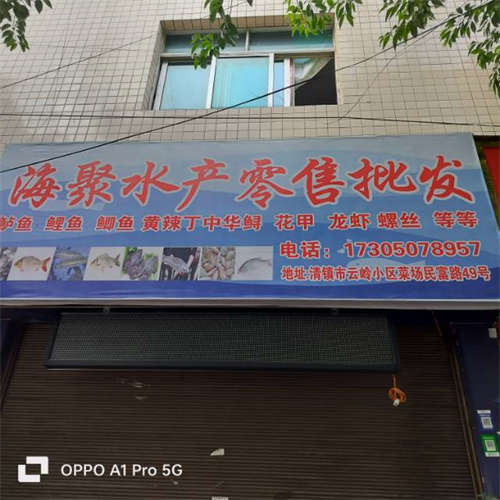 海聚水产零售批发
鲈鱼 鲤鱼 鲫鱼 黄辣丁中华鲟 花甲 龙虾 螺丝 等等
电话：17305078957
地址:清镇市云岭小区菜场民富路49号
OPPO A1 Pro 5G